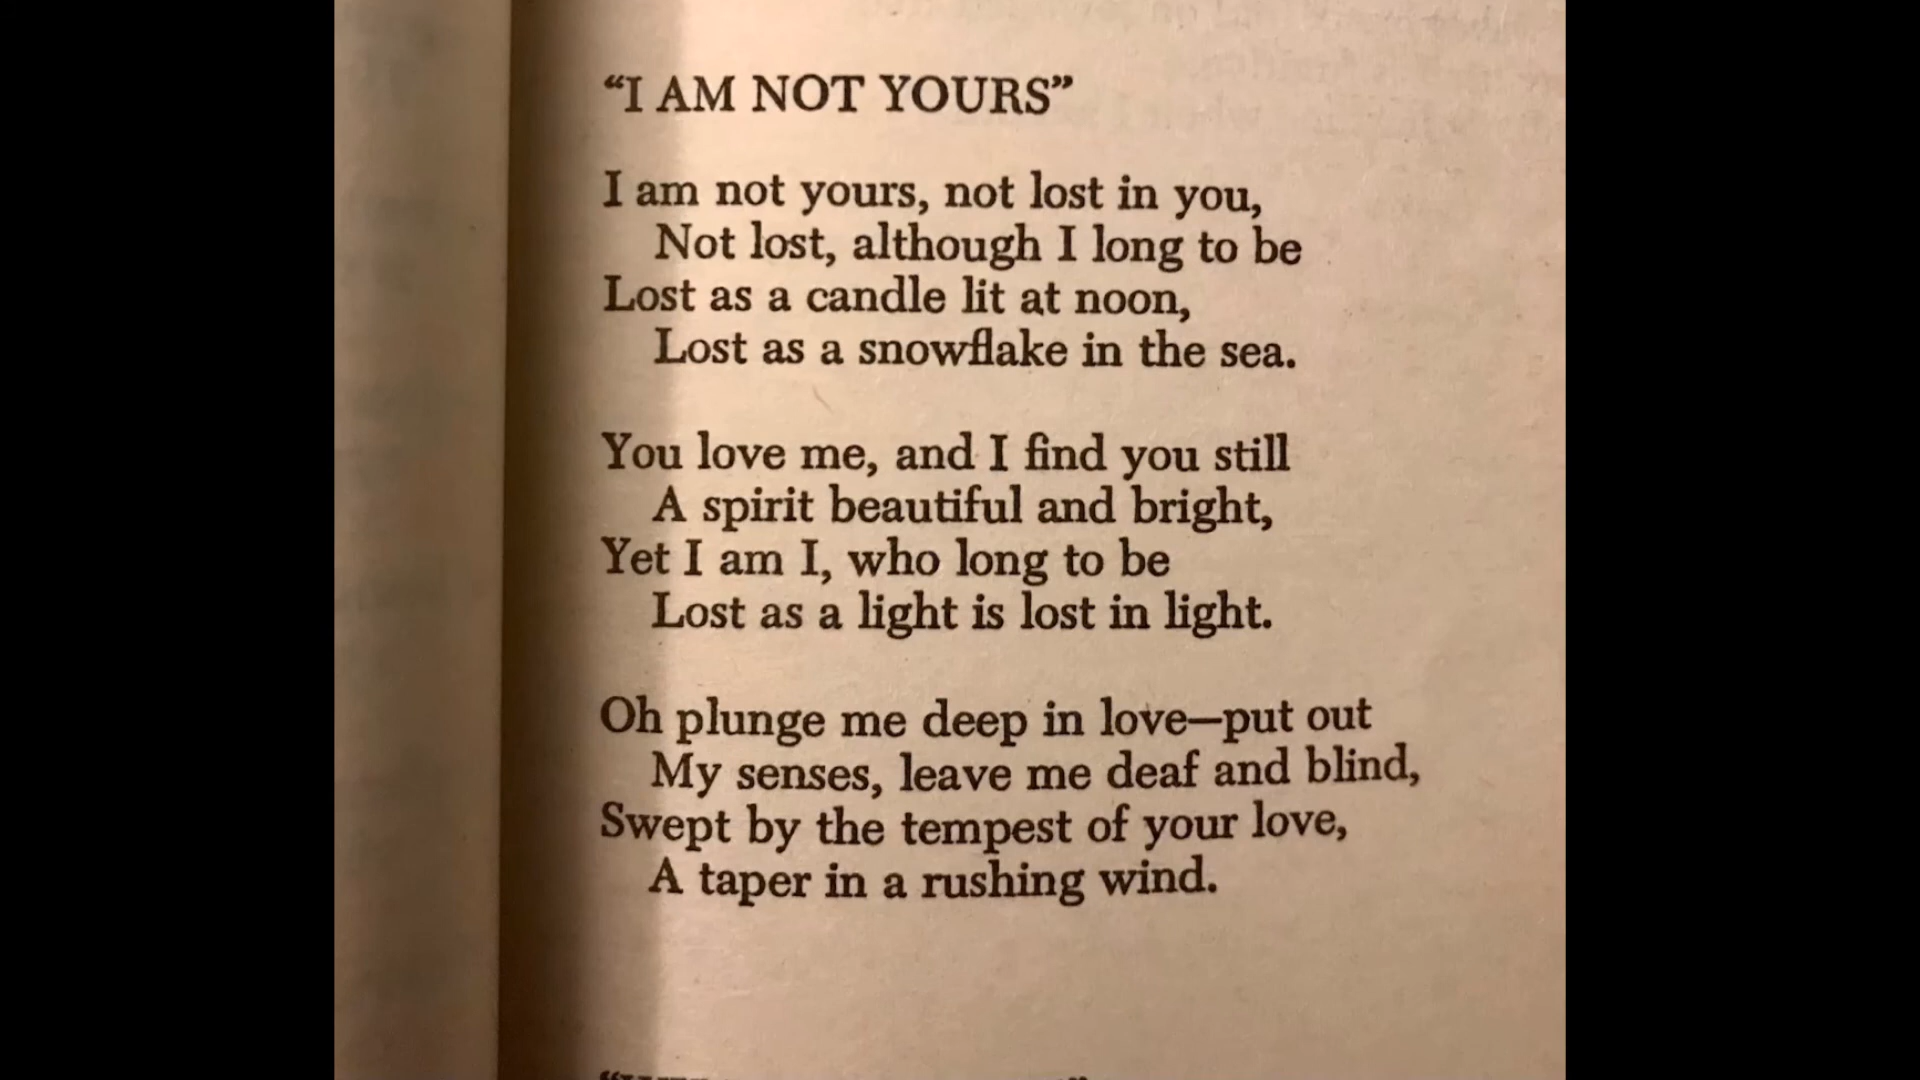 “I AM NOT YOURS”
I am not yours, not lost in you,
Not lost, although I long to be
Lost as a candle lit at noon,
Lost as a snowflake in the sea.
You love me, and I find you still
A spirit beautiful and bright,
Yet I am I, who long to be
Lost as a light is lost in light.
Oh plunge me deep in love—put out
My senses, leave me deaf and blind,
Swept by the tempest of your love,
A taper in a rushing wind.